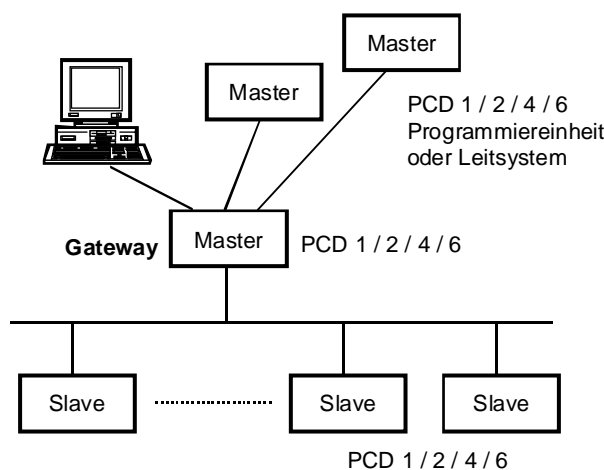 Master
Master
PCD 1 / 2 / 4 / 6
Programmiereinheit
oder Leitsystem
Gateway
Master
PCD 1 / 2 / 4 / 6
Slave
Slave
Slave
PCD 1 / 2 / 4 / 6